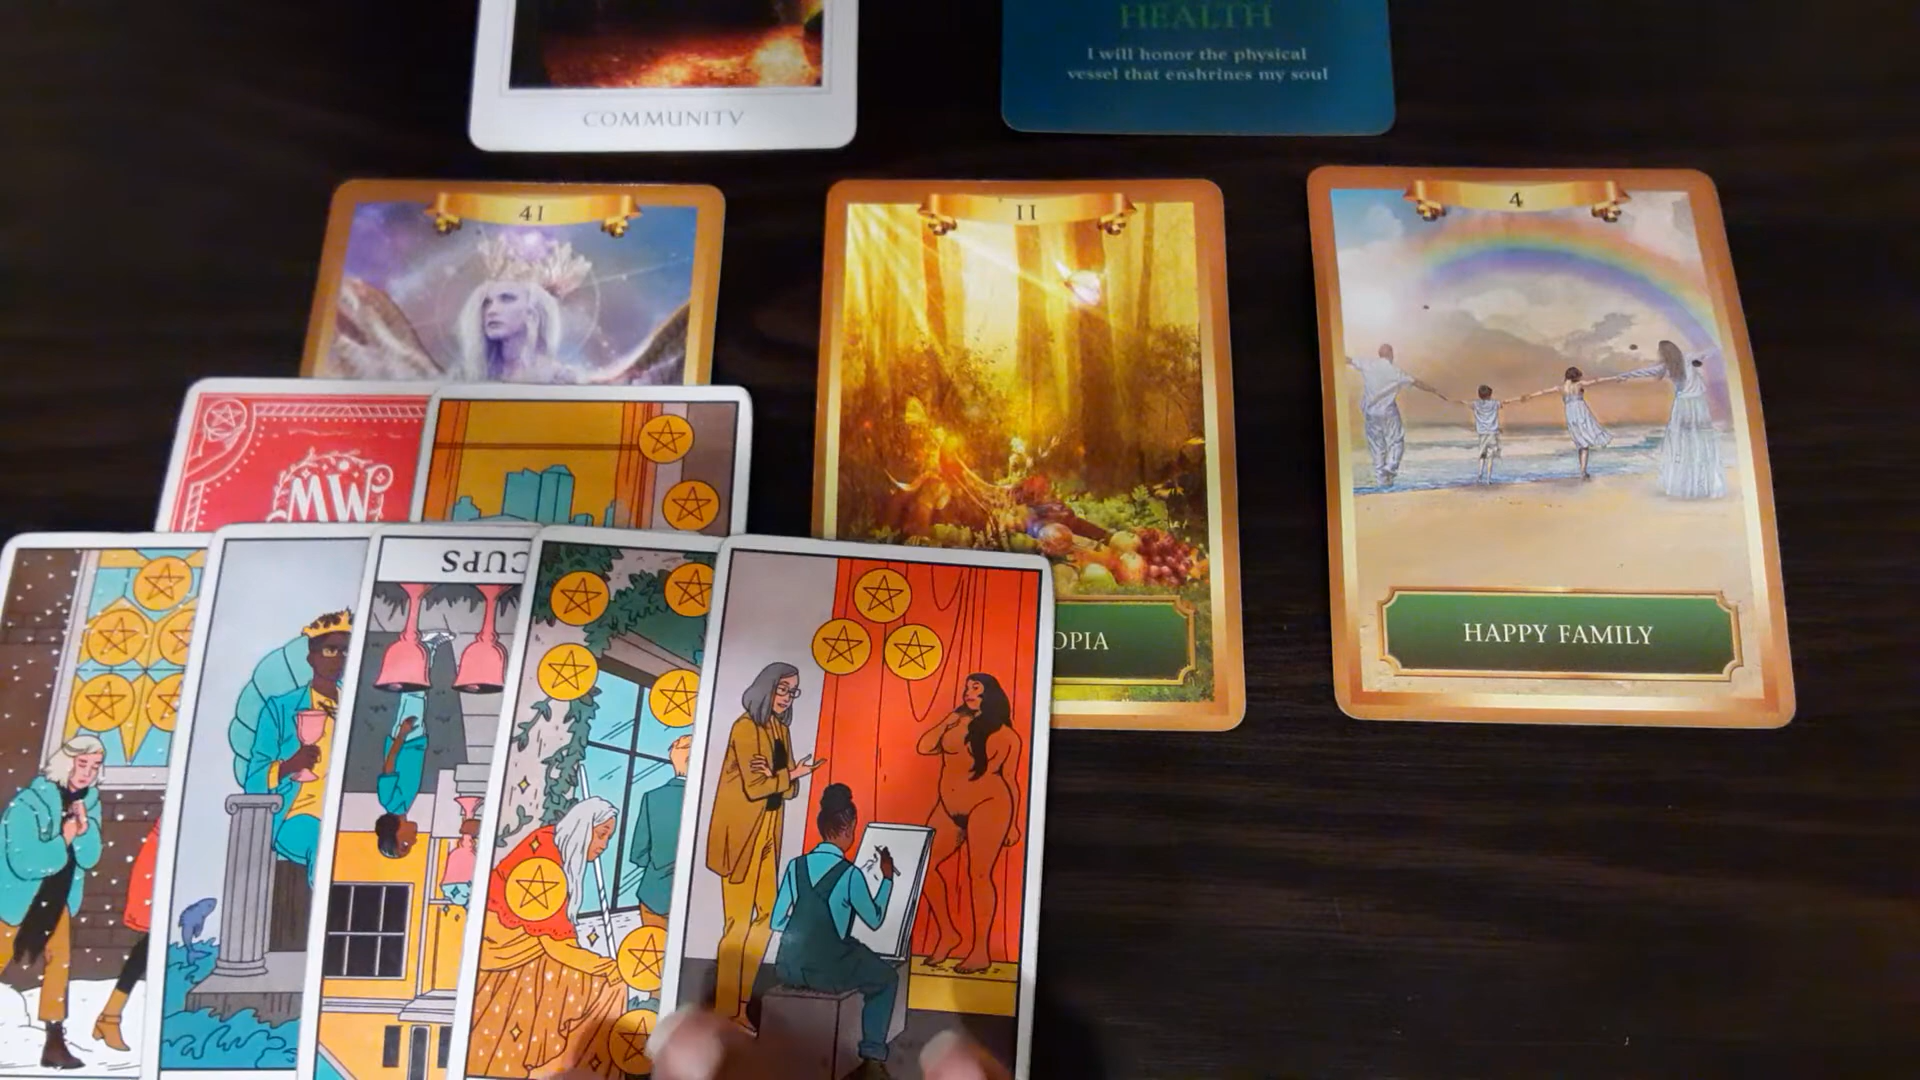 HEALTH
I will honor the physical
vessel that enshrines my soul
COMMUNITY
41
II
4
MW
CUPS
OPIA
HAPPY FAMILY